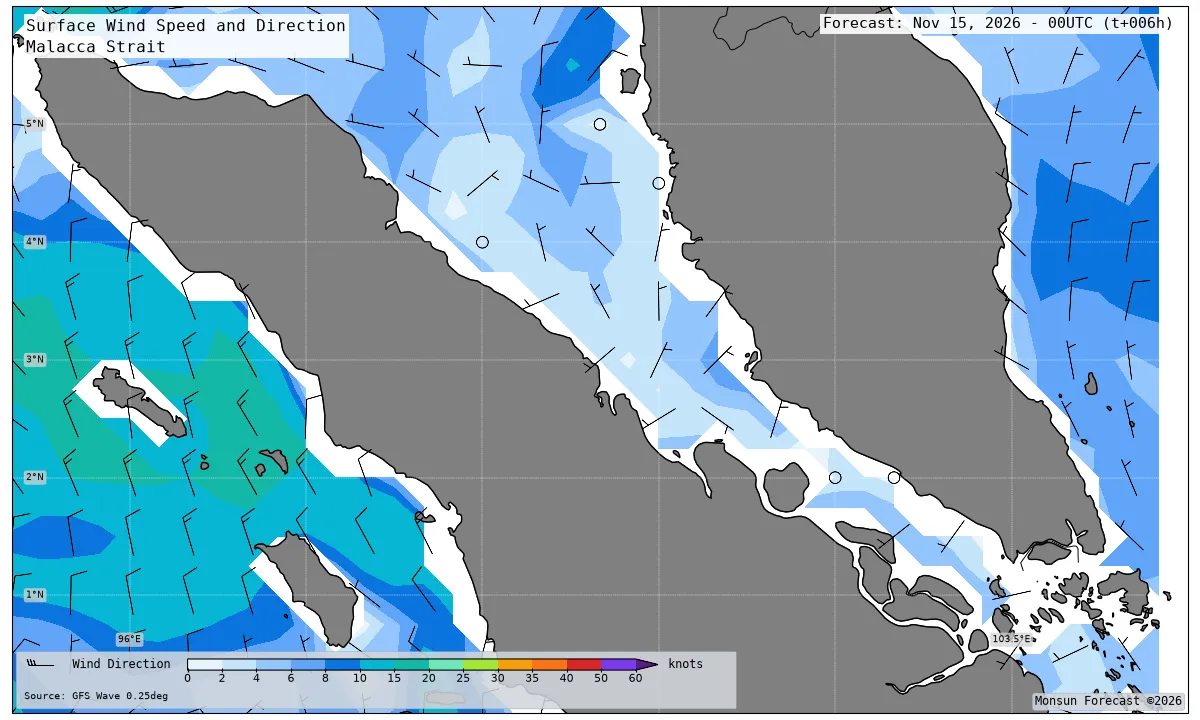 Surface Wind Speed and Direction
Malacca Strait
Forecast: Nov 15, 2026 - 00UTC (t+006h)
5°N
4°N
3°N
2°N
1°N
96°E
103.5°E
Wind Direction
knots
0 2 4 6 8 10 12 15 20 25 30 35 40 50 60
Source: GFS Wave 0.25deg
Monsun Forecast ©2026